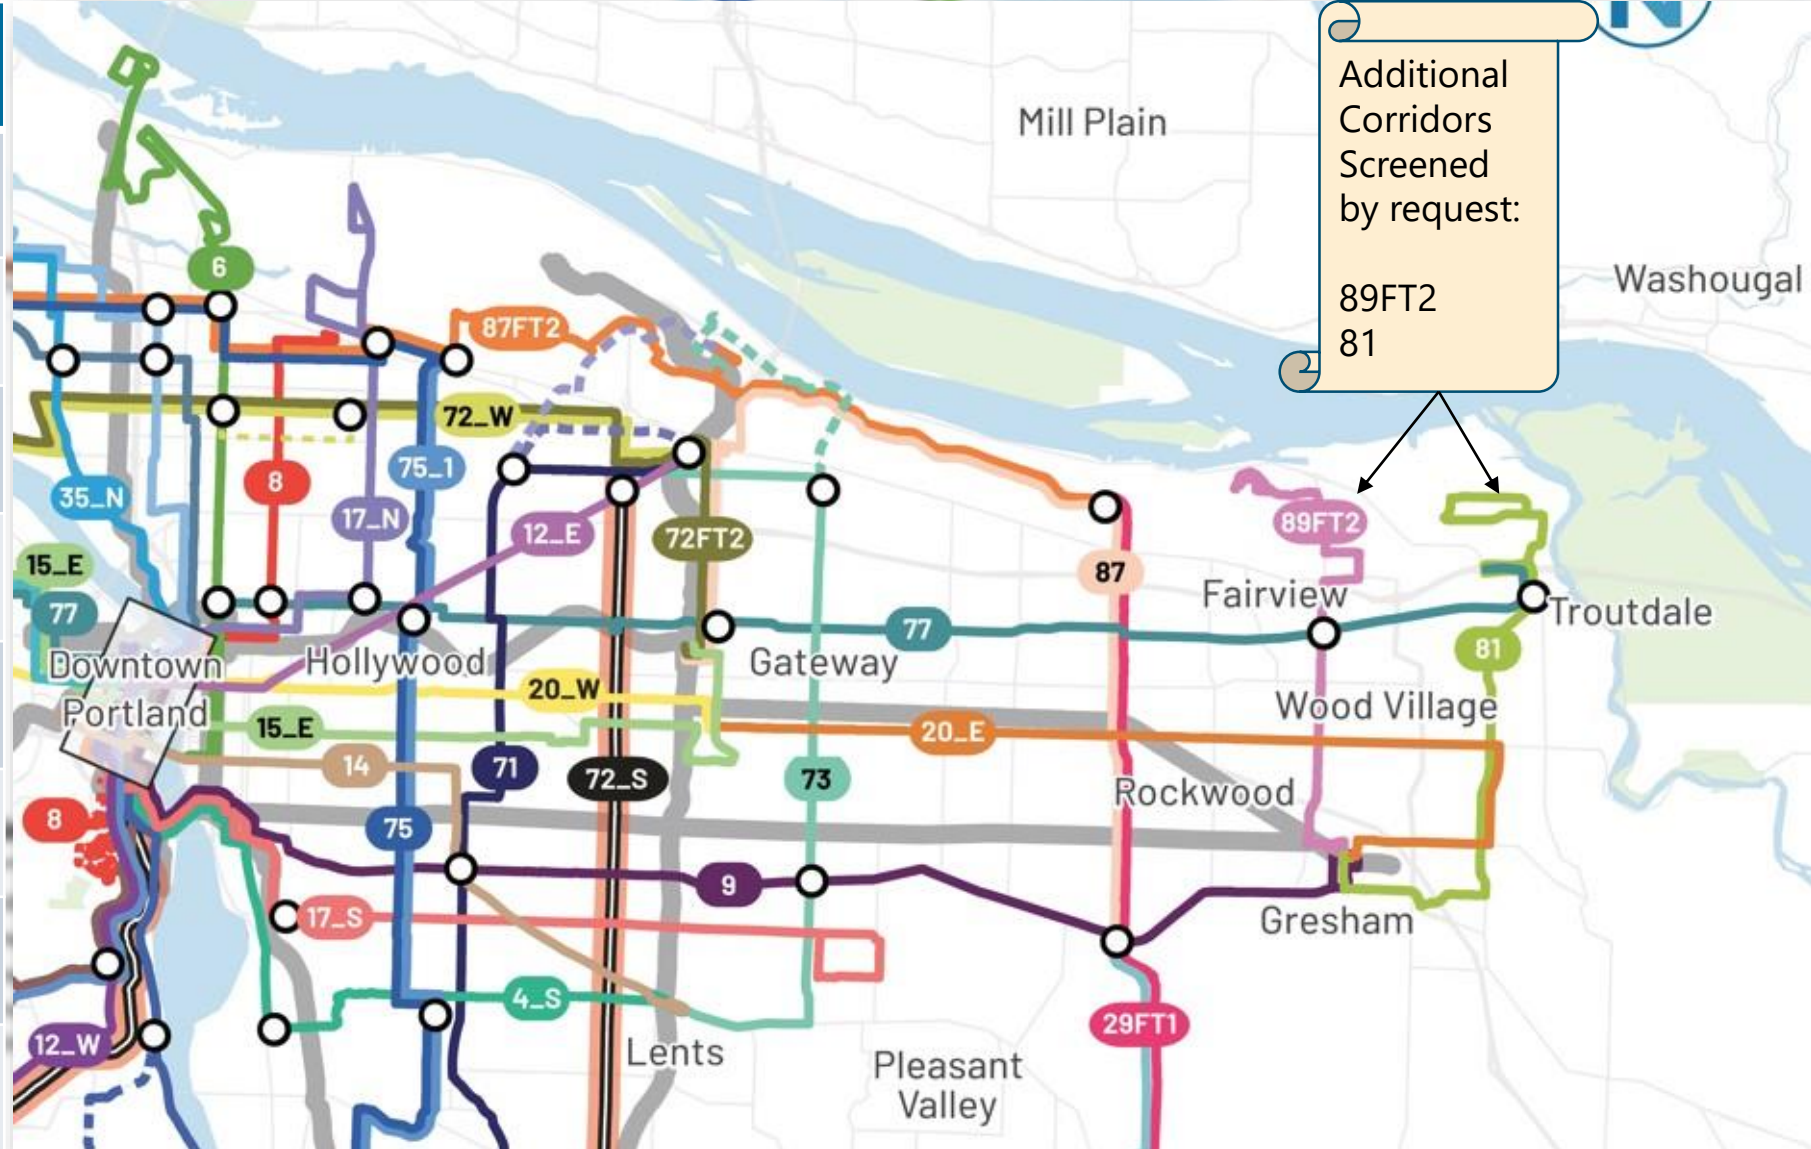 N
Additional
Corridors
Screened
by request:
89FT2
81
Mill Plain
Washougal
6
87FT2
72_W
75_1
8
35_N
17_N
12_E
72FT2
89FT2
15_E
87
Fairview
77
77
Troutdale
81
Downtown
Portland
Hollywood
Gateway
20_W
Wood Village
15_E
20_E
14
71
72_S
73
Rockwood
8
75
9
17_S
Gresham
4_S
29FT1
12_W
Lents
Pleasant
Valley